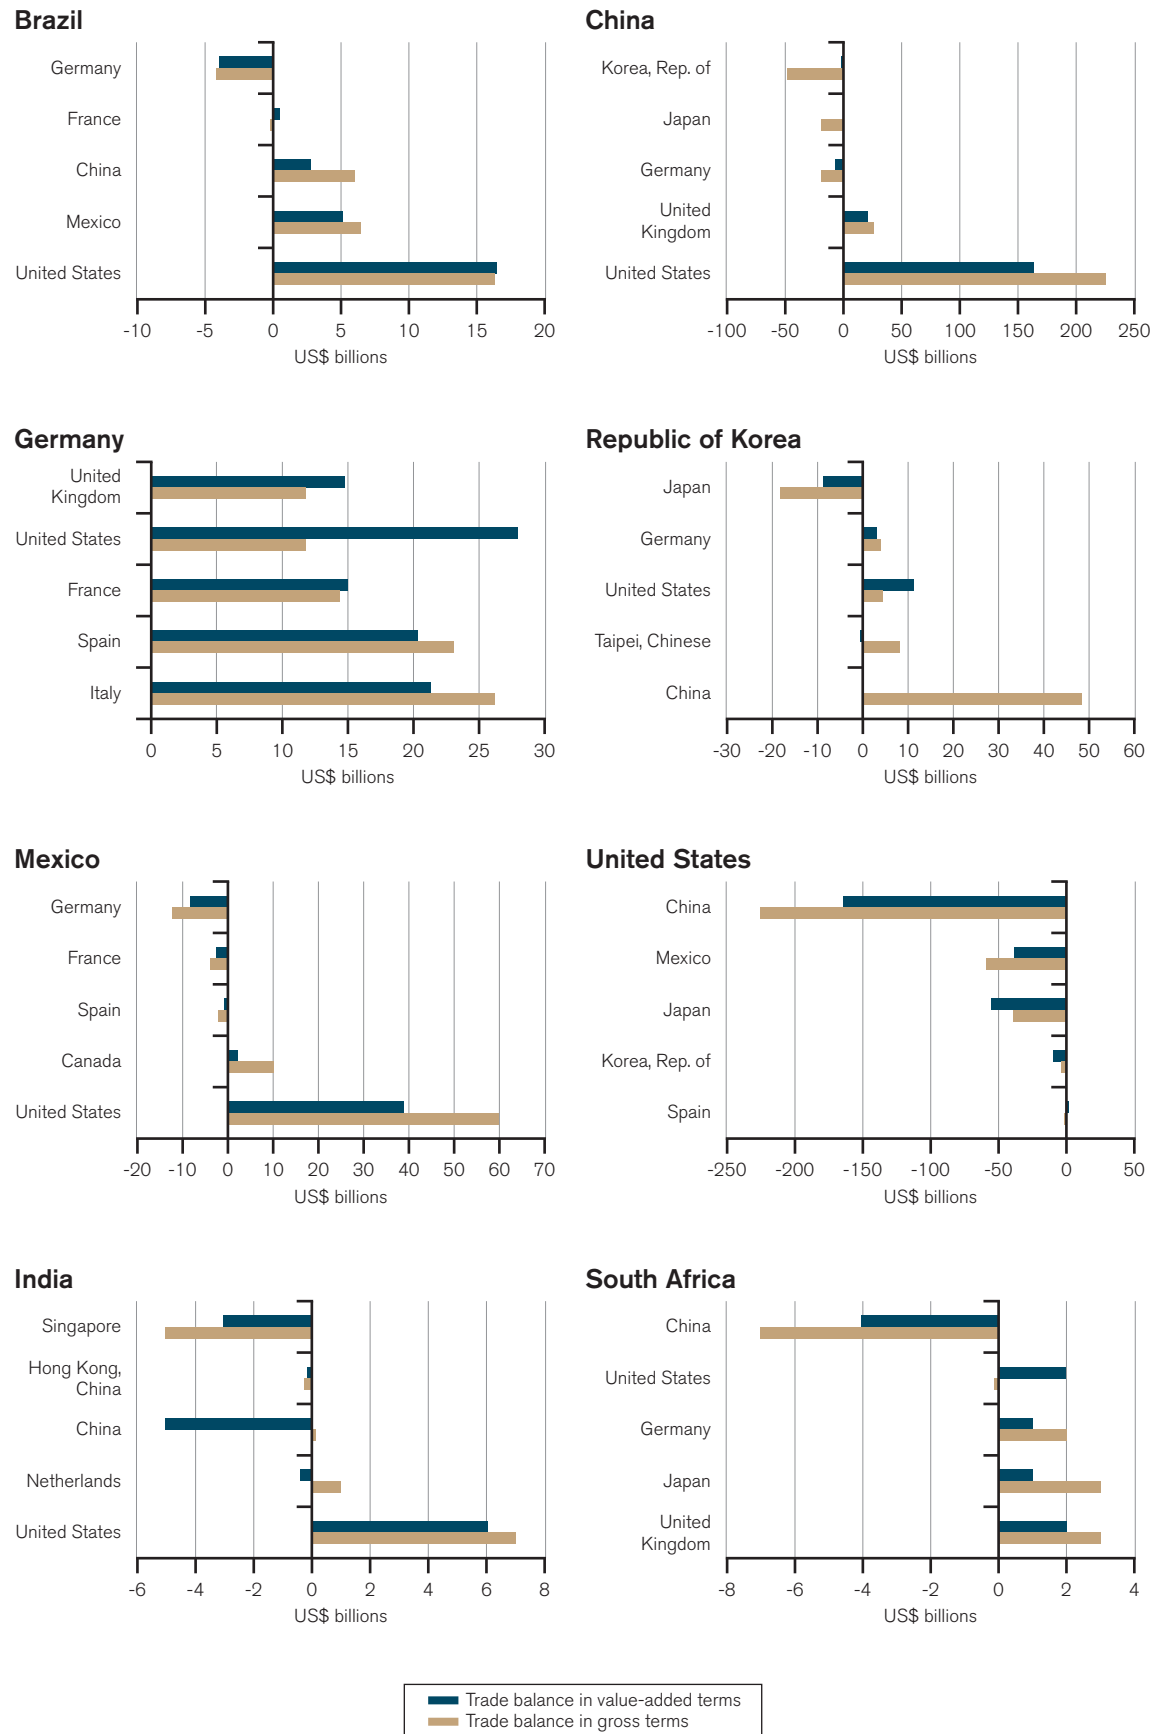 Brazil
Germany
France
China
Mexico
United States
-10 -5 0 5 10 15 20
US$ billions
China
Korea, Rep. of
Japan
Germany
United
Kingdom
United States
-100 -50 0 50 100 150 200 250
US$ billions
Germany
United
Kingdom
United States
France
Spain
Italy
0 5 10 15 20 25 30
US$ billions
Republic of Korea
Japan
Germany
United States
Taipei, Chinese
China
-30 -20 -10 0 10 20 30 40 50 60
US$ billions
Mexico
Germany
France
Spain
Canada
United States
-20 -10 0 10 20 30 40 50 60 70
US$ billions
United States
China
Mexico
Japan
Korea, Rep. of
Spain
-250 -200 -150 -100 -50 0 50
US$ billions
India
Singapore
Hong Kong,
China
China
Netherlands
United States
-6 -4 -2 0 2 4 6 8
US$ billions
South Africa
China
United States
Germany
Japan
United
Kingdom
-8 -6 -4 -2 0 2 4
US$ billions
Trade balance in value-added terms
Trade balance in gross terms